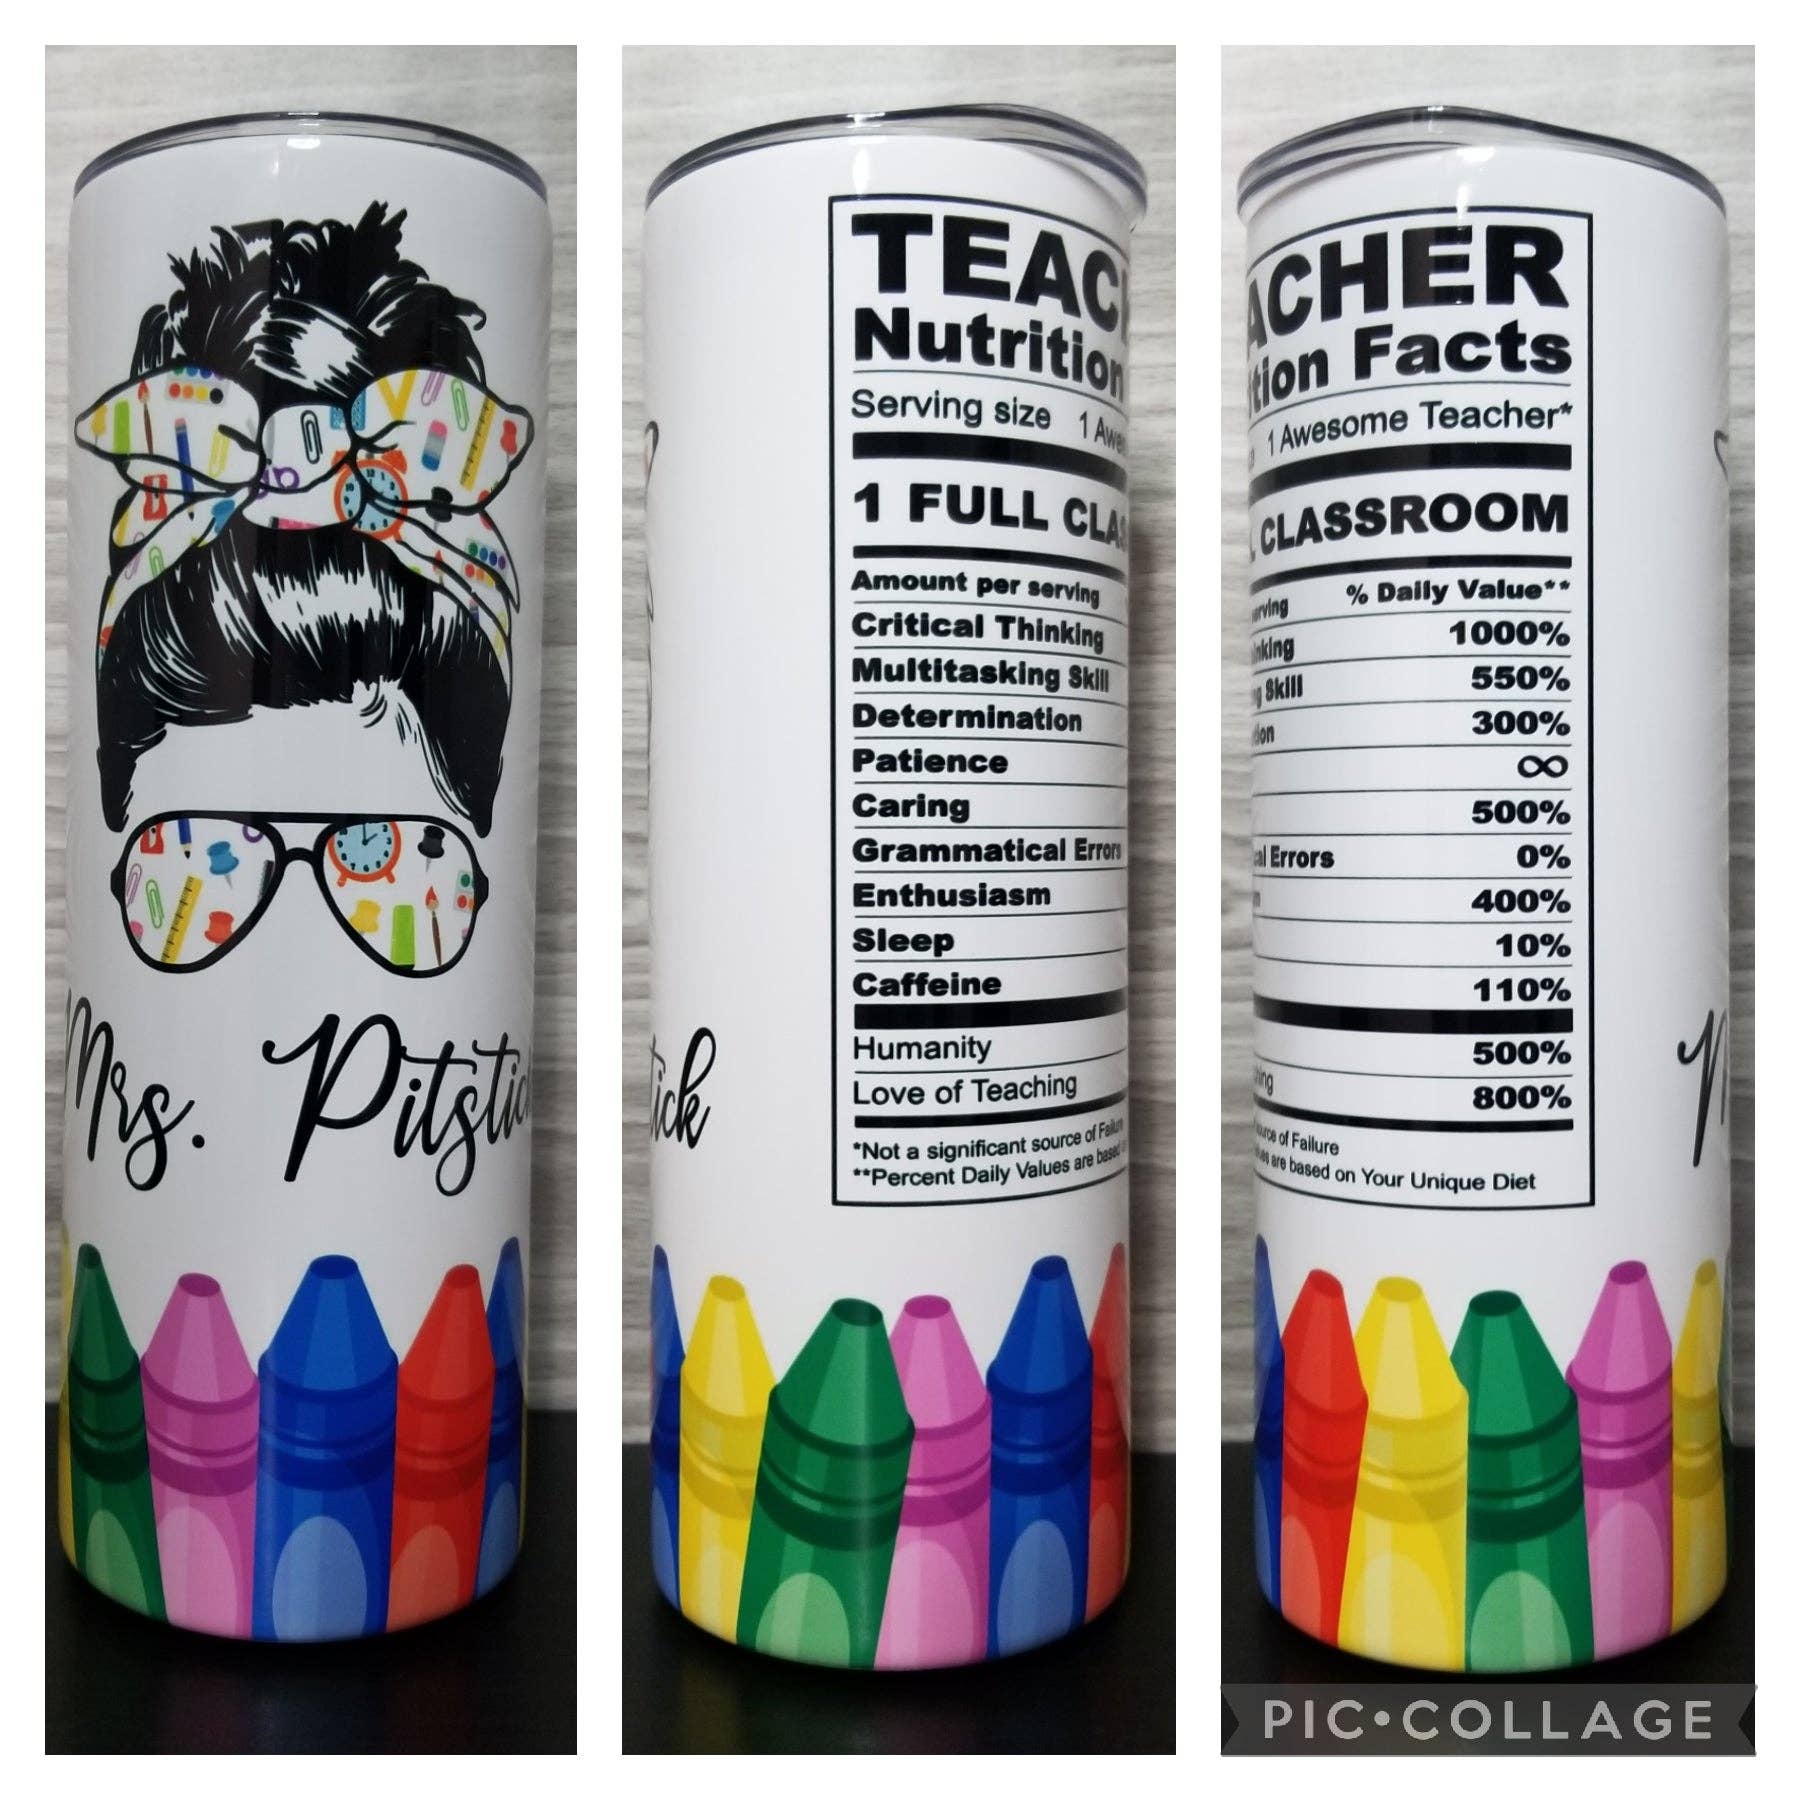 Mrs. Pitstick
TEACHER
Nutrition Facts
Serving size 1 Awesome Teacher*
1 FULL CLASSROOM
Amount per serving % Daily Value**
Critical Thinking 1000%
Multitasking Skill 550%
Determination 300%
Patience ∞
Caring 500%
Grammatical Errors 0%
Enthusiasm 400%
Sleep 10%
Caffeine 110%
Humanity 500%
Love of Teaching 800%
*Not a significant source of Failure
**Percent Daily Values are based on Your Unique Diet
PIC•COLLAGE